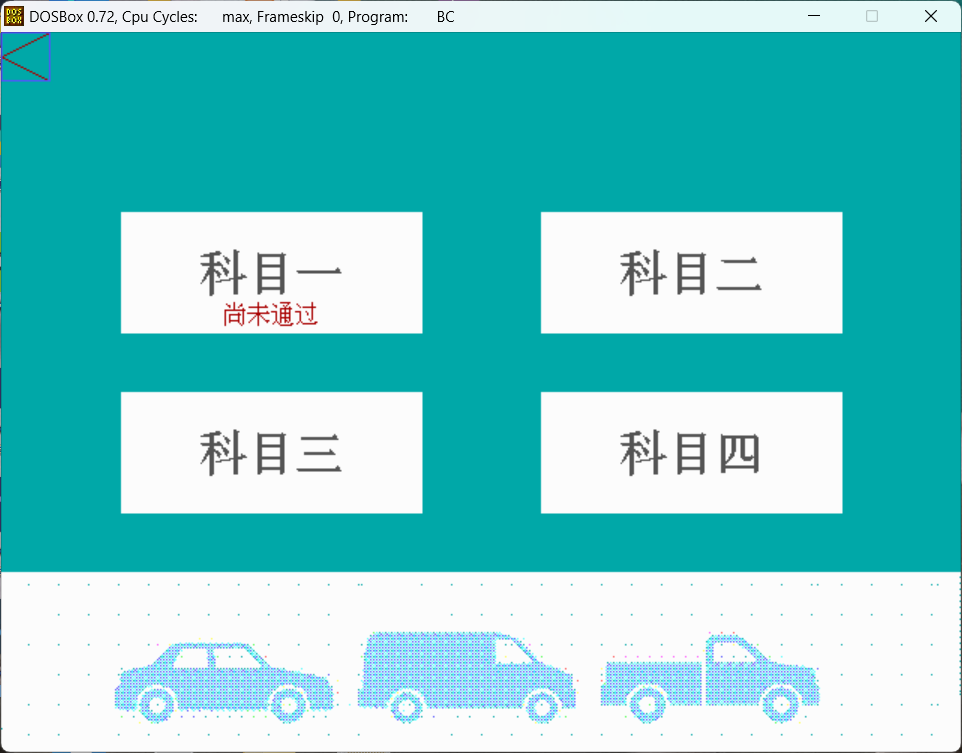 DOSBox 0.72, Cpu Cycles: max, Frameskip 0, Program: BC
科目一
尚未通过
科目二
科目三
科目四